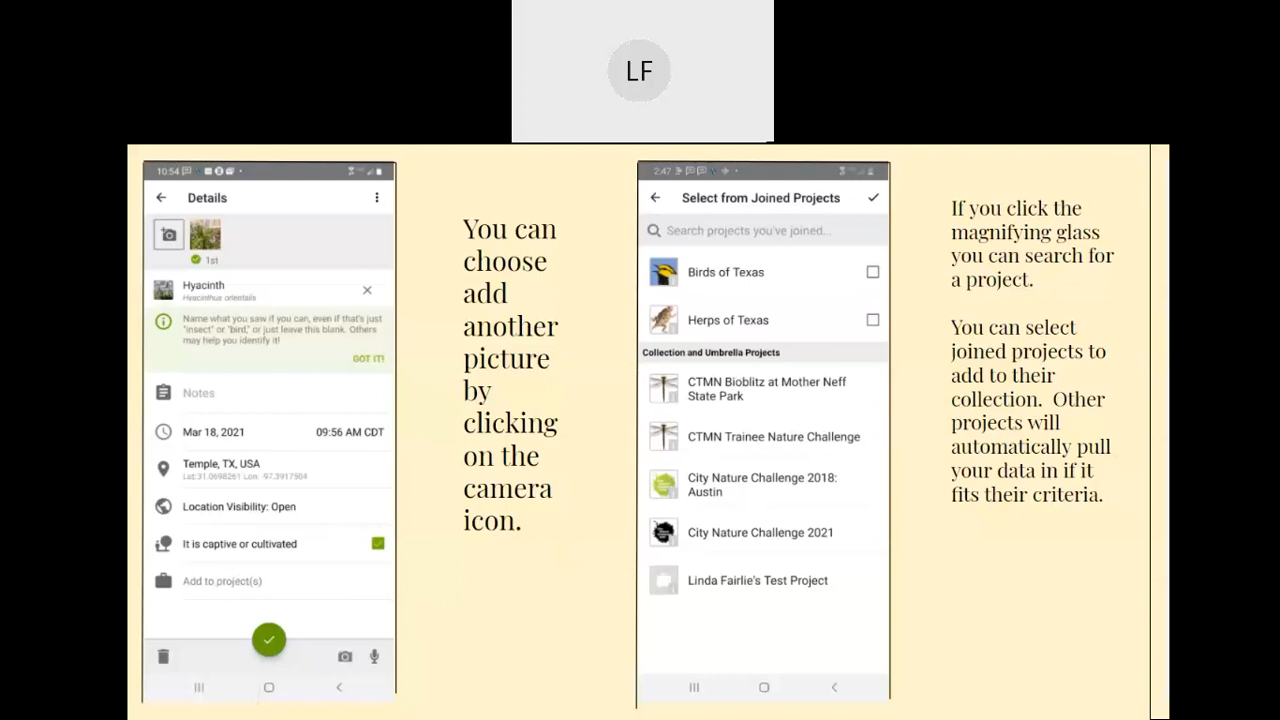 LF
10:54
Details
1st
Hyacinth
Hyacinthus orientalis
Name what you saw if you can, even if that's just
"insect" or "bird," or just leave this blank. Others
may help you identify it!
GOT IT!
Notes
Mar 18, 2021 09:56 AM CDT
Temple, TX, USA
Lat:31.0698261 Lon: -97.3917504
Location Visibility: Open
It is captive or cultivated
Add to project(s)
You can
choose
add
another
picture
by
clicking
on the
camera
icon.
2:47
Select from Joined Projects
Search projects you've joined...
Birds of Texas
Herps of Texas
Collection and Umbrella Projects
CTMN Bioblitz at Mother Neff
State Park
CTMN Trainee Nature Challenge
City Nature Challenge 2018:
Austin
City Nature Challenge 2021
Linda Fairlie's Test Project
If you click the
magnifying glass
you can search for
a project.
You can select
joined projects to
add to their
collection. Other
projects will
automatically pull
your data in if it
fits their criteria.